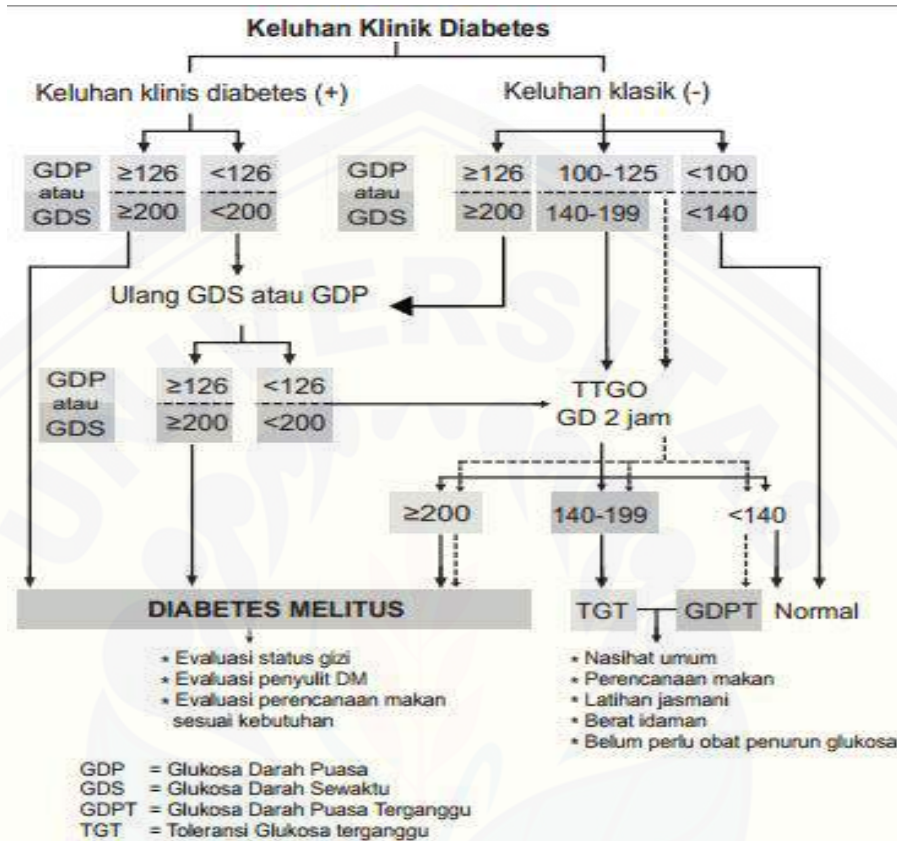 Keluhan Klinik Diabetes
Keluhan klinis diabetes (+)
Keluhan klasik (-)
GDP
atau
GDS
≥126
<126
≥200
<200
GDP
atau
GDS
≥126
100-125
<100
≥200
140-199
<140
Ulang GDS atau GDP
GDP
atau
GDS
≥126
<126
≥200
<200
TTGO
GD 2 jam
≥200
140-199
<140
DIABETES MELITUS
TGT
GDPT
Normal
* Evaluasi status gizi
* Evaluasi penyulit DM
* Evaluasi perencanaan makan
sesuai kebutuhan
* Nasihat umum
* Perencanaan makan
* Latihan jasmani
* Berat idaman
* Belum perlu obat penurun glukosa
GDP = Glukosa Darah Puasa
GDS = Glukosa Darah Sewaktu
GDPT = Glukosa Darah Puasa Terganggu
TGT = Toleransi Glukosa terganggu
UNIVERSITAS